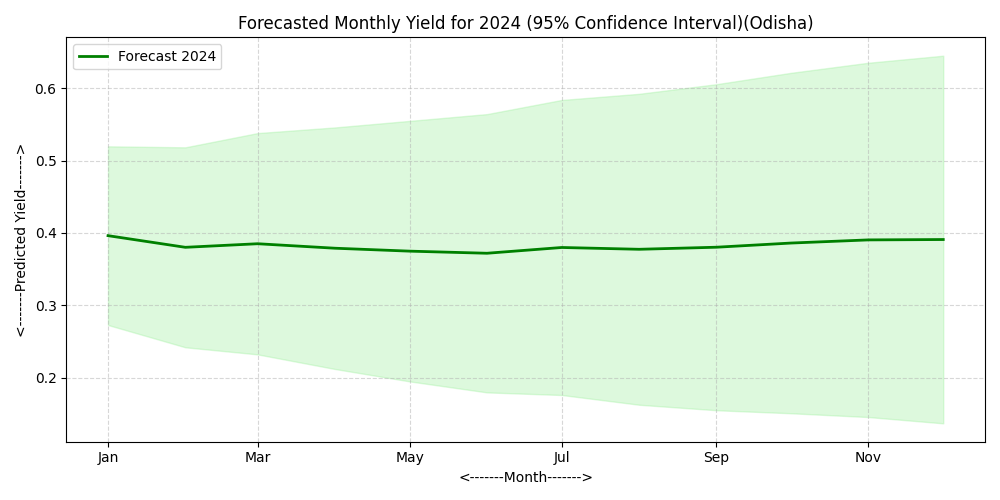 Forecasted Monthly Yield for 2024 (95% Confidence Interval)(Odisha)
Forecast 2024
<-------Predicted Yield------->
0.6
0.5
0.4
0.3
0.2
Jan Mar May Jul Sep Nov
<-------Month------->